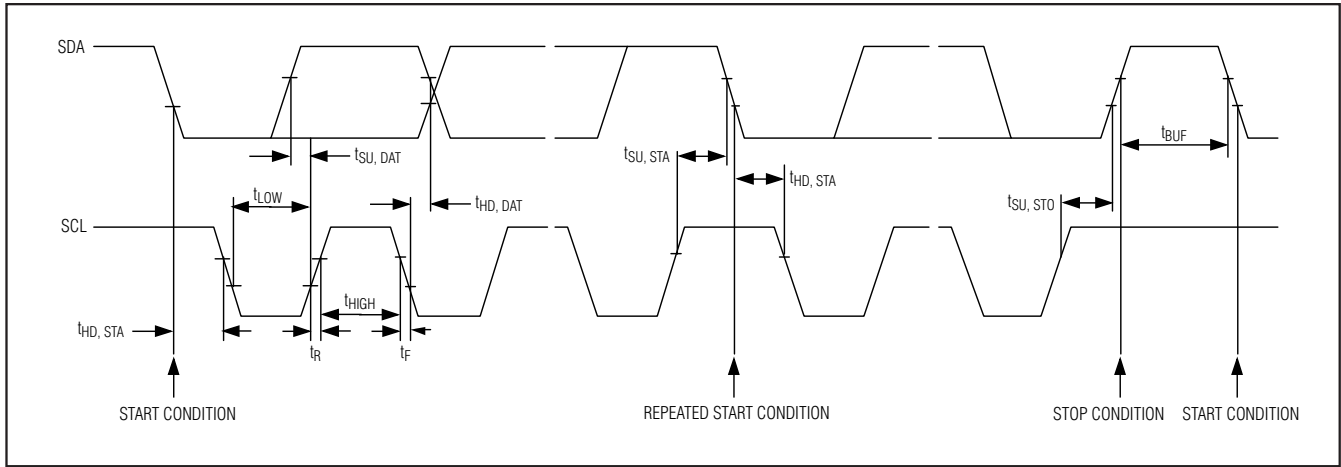 SDA
tSU, DAT
tSU, STA
tBUF
tHD, STA
tLOW
tHD, DAT
tSU, STO
SCL
tHIGH
tHD, STA
tR
tF
START CONDITION
REPEATED START CONDITION
STOP CONDITION
START CONDITION